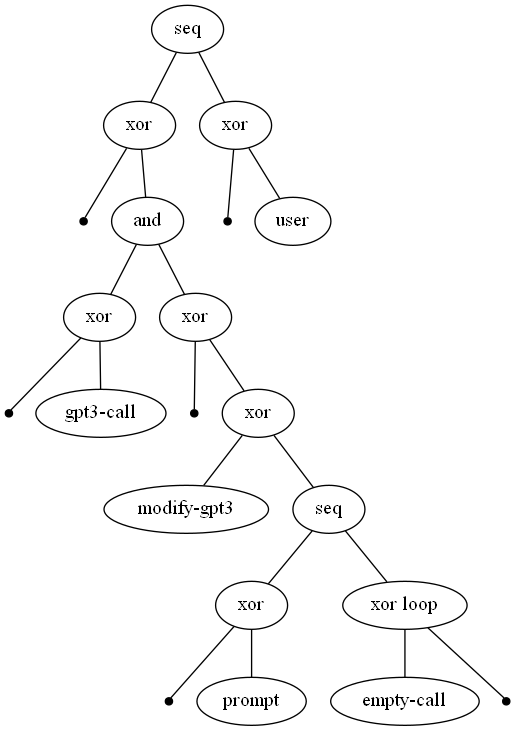 seq
xor
xor
and
user
xor
xor
gpt3-call
xor
modify-gpt3
seq
xor
xor loop
prompt
empty-call